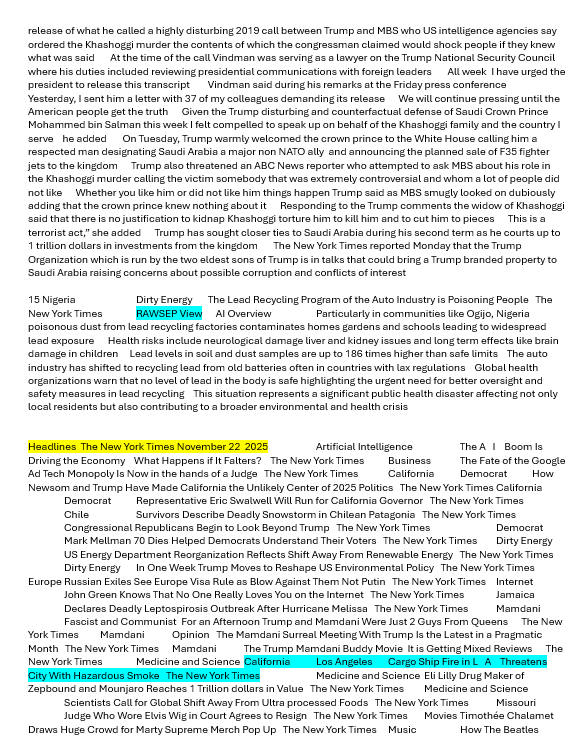 release of what he called a highly disturbing 2019 call between Trump and MBS who US intelligence agencies say
ordered the Khashoggi murder the contents of which the congressman claimed would shock people if they knew
what was said At the time of the call Vindman was serving as a lawyer on the Trump National Security Council
where his duties included reviewing presidential communications with foreign leaders All week I have urged the
president to release this transcript Vindman said during his remarks at the Friday press conference
Yesterday, I sent him a letter with 37 of my colleagues demanding its release We will continue pressing until the
American people get the truth Given the Trump disturbing and counterfactual defense of Saudi Crown Prince
Mohammed bin Salman this week I felt compelled to speak up on behalf of the Khashoggi family and the country I
serve he added On Tuesday, Trump warmly welcomed the crown prince to the White House calling him a
respected man designating Saudi Arabia a major non NATO ally and announcing the planned sale of F35 fighter
jets to the kingdom Trump also threatened an ABC News reporter who attempted to ask MBS about his role in
the Khashoggi murder calling the victim somebody that was extremely controversial and whom a lot of people did
not like Whether you like him or did not like him things happen Trump said as MBS smugly looked on dubiously
adding that the crown prince knew nothing about it Responding to the Trump comments the widow of Khashoggi
said that there is no justification to kidnap Khashoggi torture him to kill him and to cut him to pieces This is a
terrorist act,” she added Trump has sought closer ties to Saudi Arabia during his second term as he courts up to
1 trillion dollars in investments from the kingdom The New York Times reported Monday that the Trump
Organization which is run by the two eldest sons of Trump is in talks that could bring a Trump branded property to
Saudi Arabia raising concerns about possible corruption and conflicts of interest
15 Nigeria Dirty Energy The Lead Recycling Program of the Auto Industry is Poisoning People The
New York Times RAWSEP View AI Overview Particularly in communities like Ogijo, Nigeria
poisonous dust from lead recycling factories contaminates homes gardens and schools leading to widespread
lead exposure Health risks include neurological damage liver and kidney issues and long term effects like brain
damage in children Lead levels in soil and dust samples are up to 186 times higher than safe limits The auto
industry has shifted to recycling lead from old batteries often in countries with lax regulations Global health
organizations warn that no level of lead in the body is safe highlighting the urgent need for better oversight and
safety measures in lead recycling This situation represents a significant public health disaster affecting not only
local residents but also contributing to a broader environmental and health crisis
Headlines The New York Times November 22 2025 Artificial Intelligence The A I Boom Is
Driving the Economy What Happens if It Falters? The New York Times Business The Fate of the Google
Ad Tech Monopoly Is Now in the hands of a Judge The New York Times California Democrat How
Newsom and Trump Have Made California the Unlikely Center of 2025 Politics The New York Times California
Democrat Representative Eric Swalwell Will Run for California Governor The New York Times
Chile Survivors Describe Deadly Snowstorm in Chilean Patagonia The New York Times
Congressional Republicans Begin to Look Beyond Trump The New York Times Democrat
Mark Mellman 70 Dies Helped Democrats Understand Their Voters The New York Times Dirty Energy
US Energy Department Reorganization Reflects Shift Away From Renewable Energy The New York Times
Dirty Energy In One Week Trump Moves to Reshape US Environmental Policy The New York Times
Europe Russian Exiles See Europe Visa Rule as Blow Against Them Not Putin The New York Times Internet
John Green Knows That No One Really Loves You on the Internet The New York Times Jamaica
Declares Deadly Leptospirosis Outbreak After Hurricane Melissa The New York Times Mamdani
Fascist and Communist For an Afternoon Trump and Mamdani Were Just 2 Guys From Queens The New
York Times Mamdani Opinion The Mamdani Surreal Meeting With Trump Is the Latest in a Pragmatic
Month The New York Times Mamdani The Trump Mamdani Buddy Movie It is Getting Mixed Reviews The
New York Times Medicine and Science California Los Angeles Cargo Ship Fire in L A Threatens
City With Hazardous Smoke The New York Times Medicine and Science Eli Lilly Drug Maker of
Zepbound and Mounjaro Reaches 1 Trillion dollars in Value The New York Times Medicine and Science
Scientists Call for Global Shift Away From Ultra processed Foods The New York Times Missouri
Judge Who Wore Elvis Wig in Court Agrees to Resign The New York Times Movies Timothée Chalamet
Draws Huge Crowd for Marty Supreme Merch Pop Up The New York Times Music How The Beatles